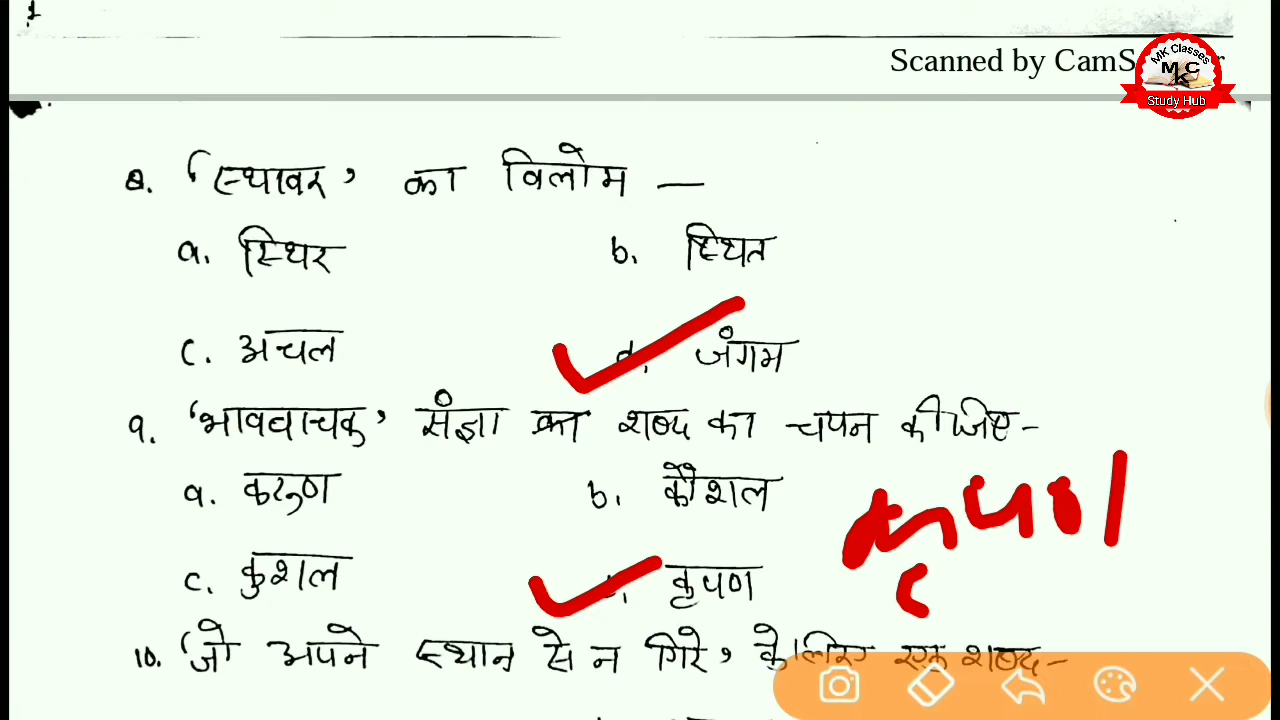 Scanned by CamS
MK Classes
MKC
Study Hub
8. 'स्थावर' का विलोम —
a. स्थिर b. स्थित
c. अचल d. जंगम
9. 'भाववाचक' संज्ञा का शब्द का चयन कीजिए-
a. करुण b. कौशल
c. कुशल कृपण
कृपण
10. 'जो अपने स्थान से न गिरे' के लिए एक शब्द-